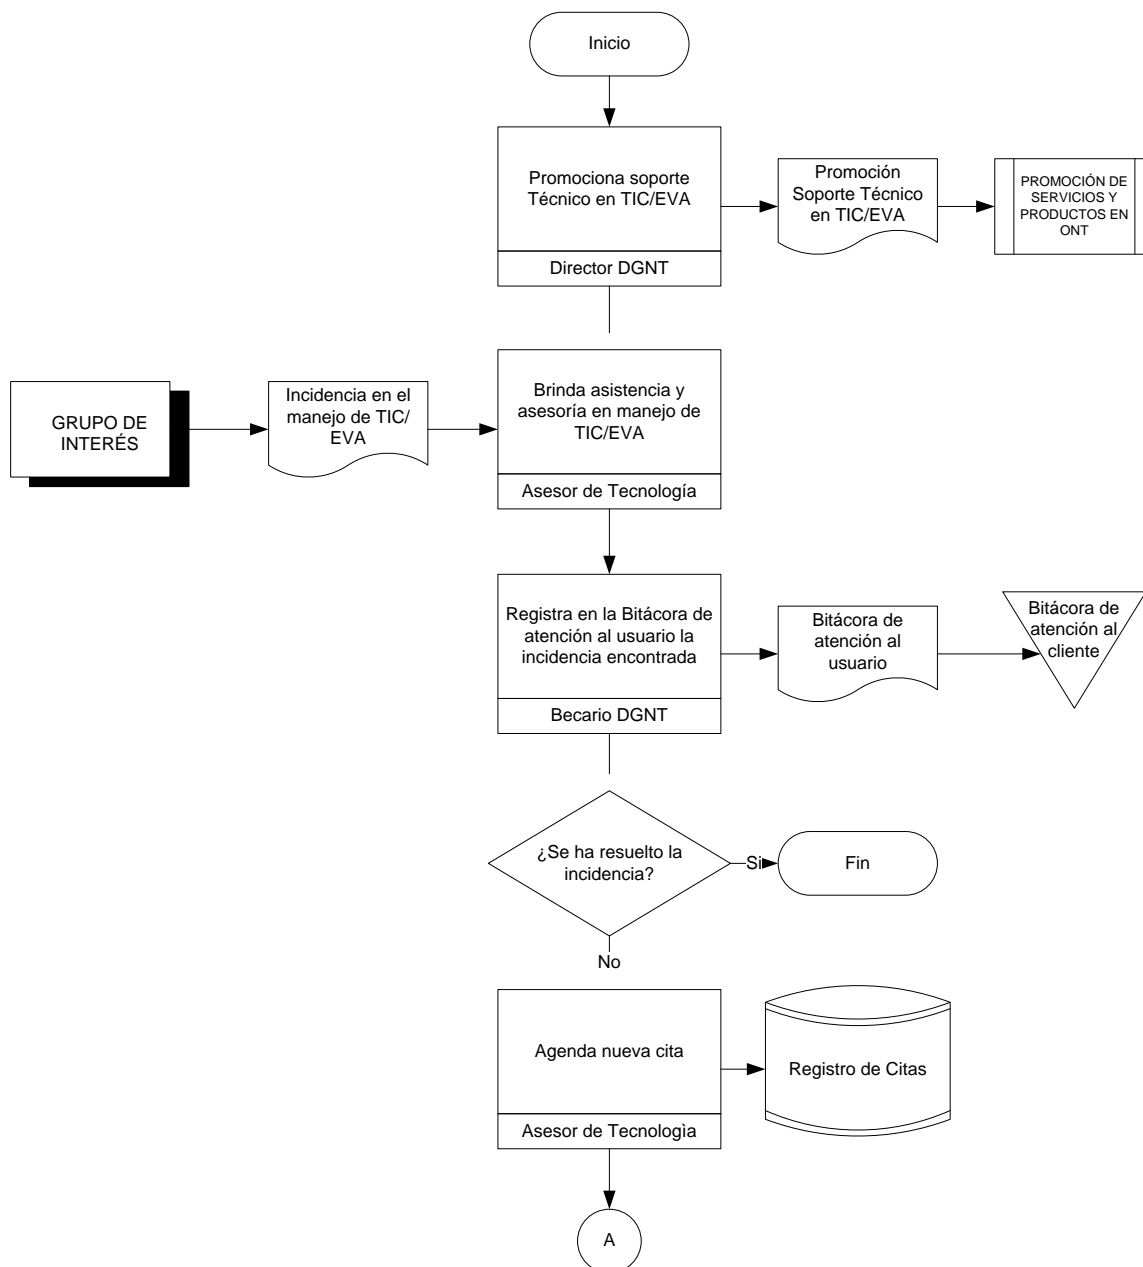 Inicio
Promociona soporte
Técnico en TIC/EVA
Director DGNT
Promoción
Soporte Técnico
en TIC/EVA
PROMOCIÓN DE
SERVICIOS Y
PRODUCTOS EN
ONT
GRUPO DE
INTERÉS
Incidencia en el
manejo de TIC/
EVA
Brinda asistencia y
asesoría en manejo de
TIC/EVA
Asesor de Tecnología
Registra en la Bitácora de
atención al usuario la
incidencia encontrada
Becario DGNT
Bitácora de
atención al
usuario
Bitácora de
atención al
cliente
¿Se ha resuelto la
incidencia?
Si
Fin
No
Agenda nueva cita
Asesor de Tecnologìa
Registro de Citas
A